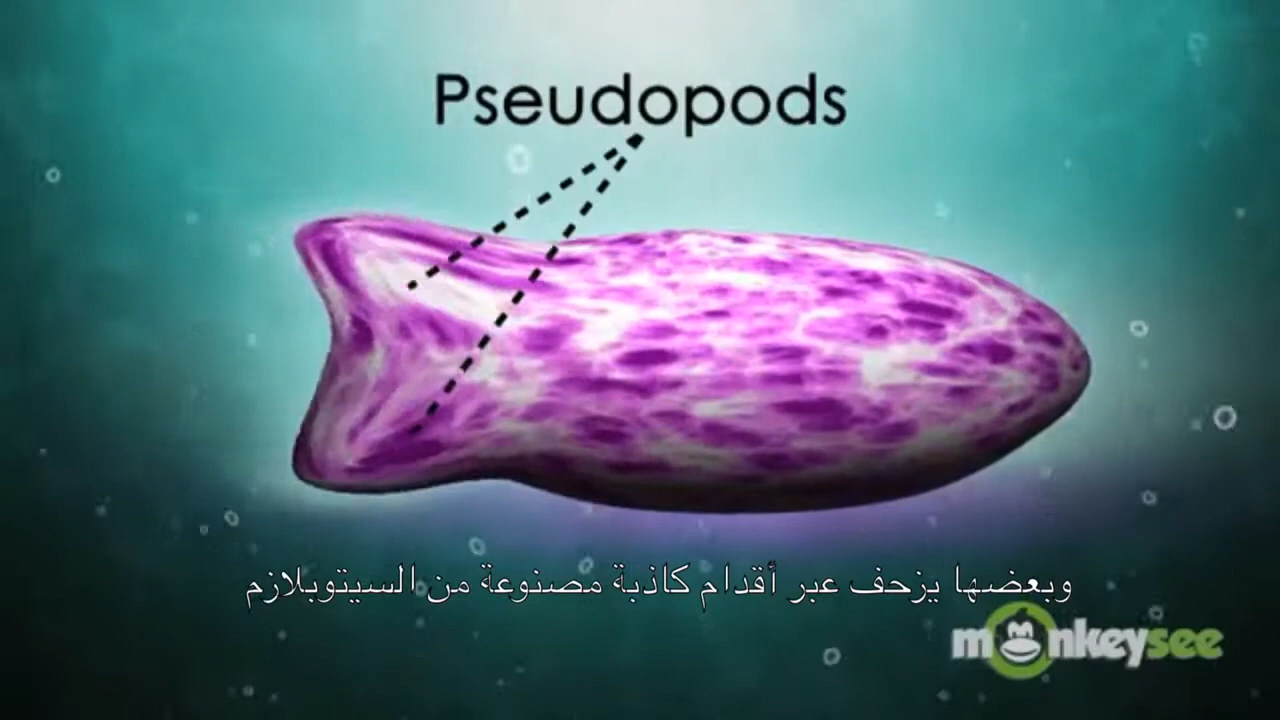 Pseudopods
وبعضها يزحف عبر أقدام كاذبة مصنوعة من السيتوبلازم
monkeysee